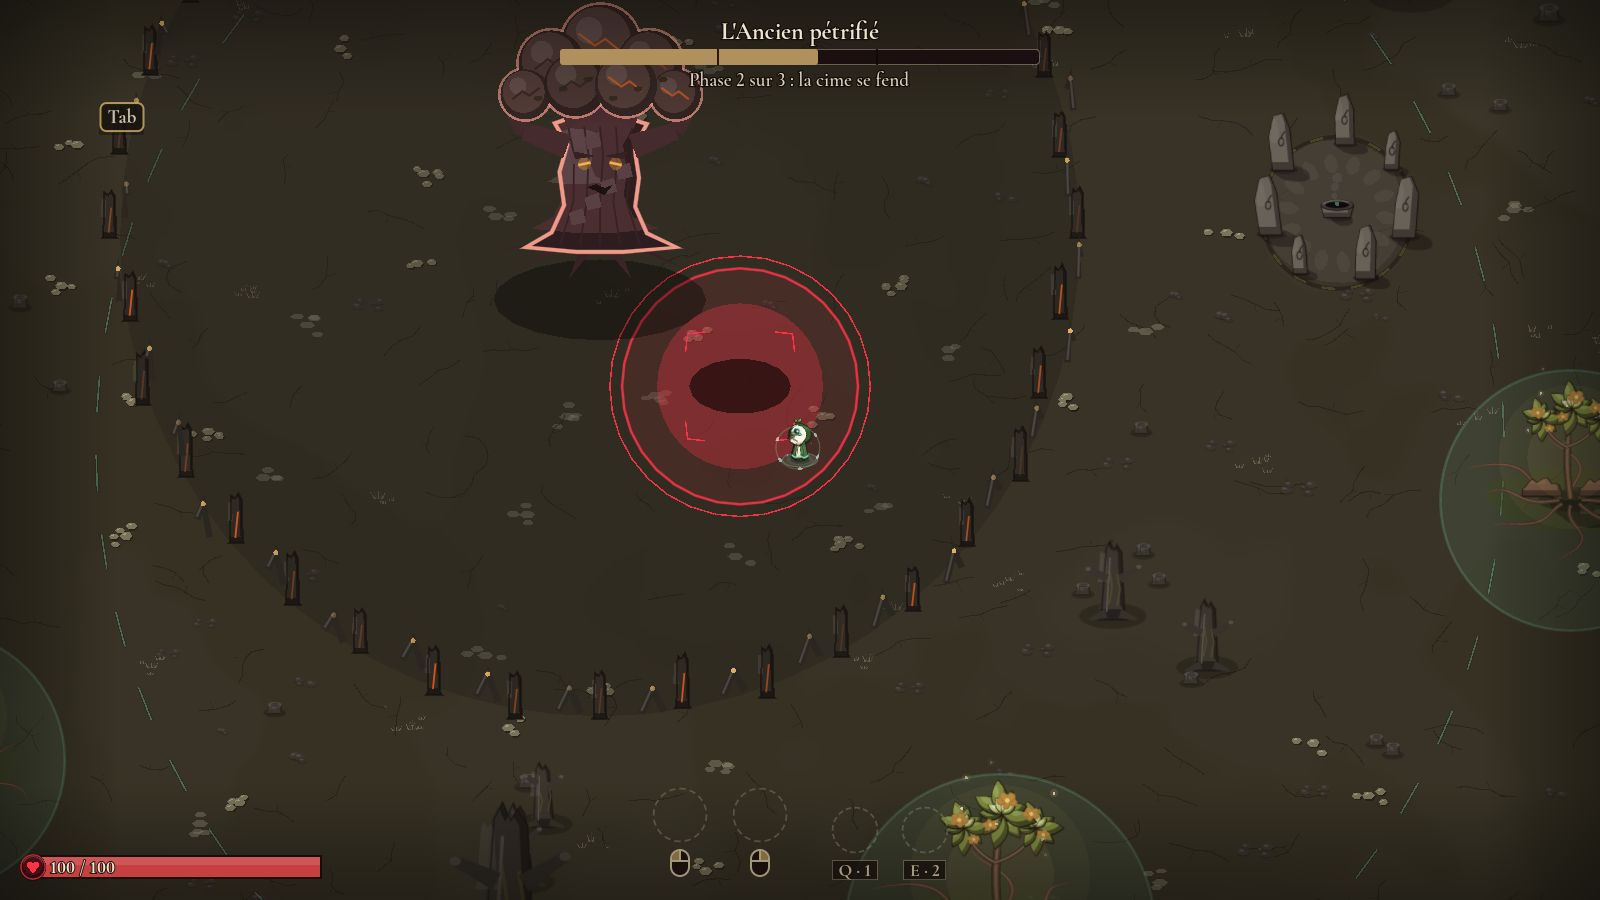 L'Ancien pétrifié
Phase 2 sur 3 : la cime se fend
Tab
100 / 100
Q · 1
E · 2